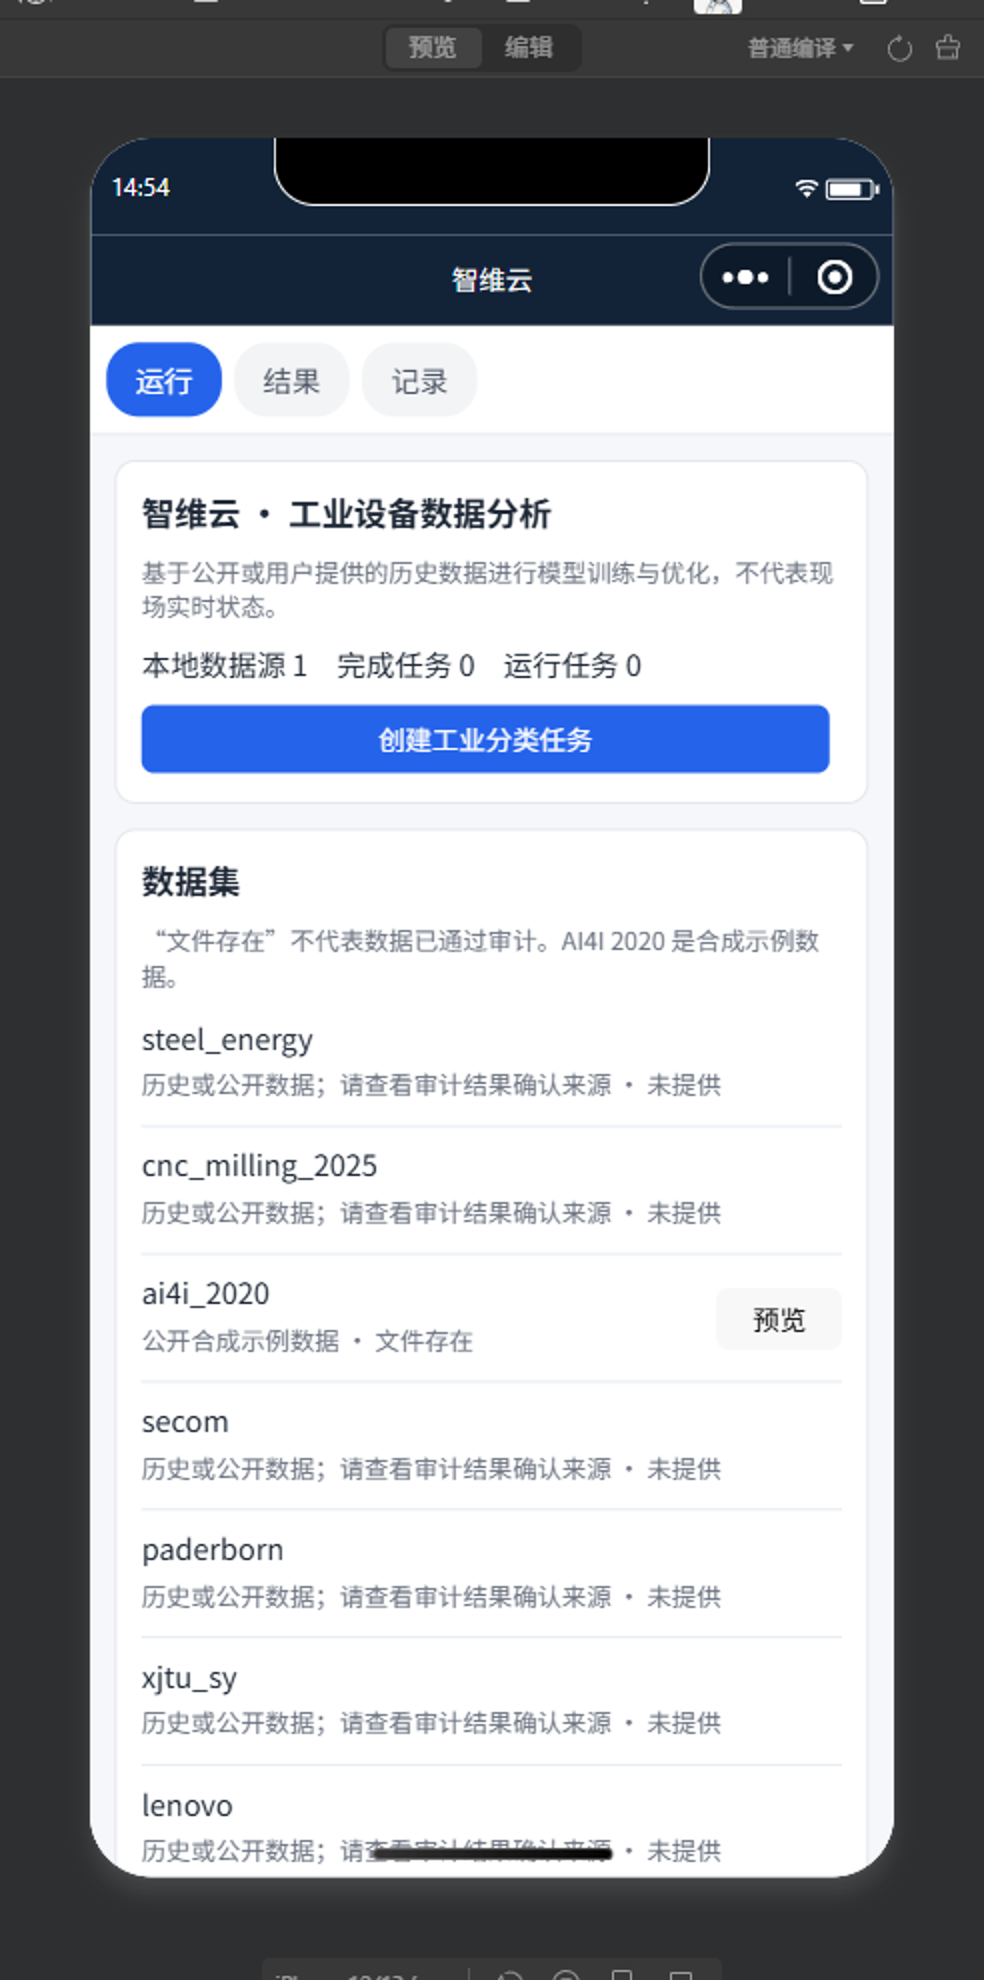 预览 编辑 普通编译
14:54
智维云
运行 结果 记录
智维云 · 工业设备数据分析
基于公开或用户提供的历史数据进行模型训练与优化，不代表现
场实时状态。
本地数据源 1 完成任务 0 运行任务 0
创建工业分类任务
数据集
“文件存在”不代表数据已通过审计。AI4I 2020 是合成示例数
据。
steel_energy
历史或公开数据；请查看审计结果确认来源 · 未提供
cnc_milling_2025
历史或公开数据；请查看审计结果确认来源 · 未提供
ai4i_2020
公开合成示例数据 · 文件存在
预览
secom
历史或公开数据；请查看审计结果确认来源 · 未提供
paderborn
历史或公开数据；请查看审计结果确认来源 · 未提供
xjtu_sy
历史或公开数据；请查看审计结果确认来源 · 未提供
lenovo
历史或公开数据；请查看审计结果确认来源 · 未提供